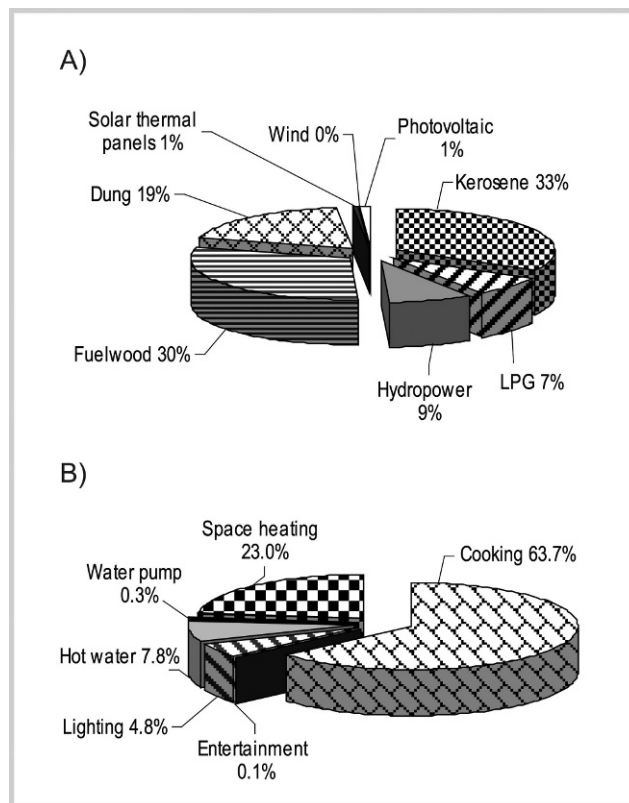 A)
Solar thermal
panels 1%
Wind 0%
Photovoltaic
1%
Dung 19%
Kerosene 33%
Fuelwood 30%
LPG 7%
Hydropower
9%
B)
Space heating
23.0%
Cooking 63.7%
Water pump
0.3%
Hot water 7.8%
Lighting 4.8%
Entertainment
0.1%